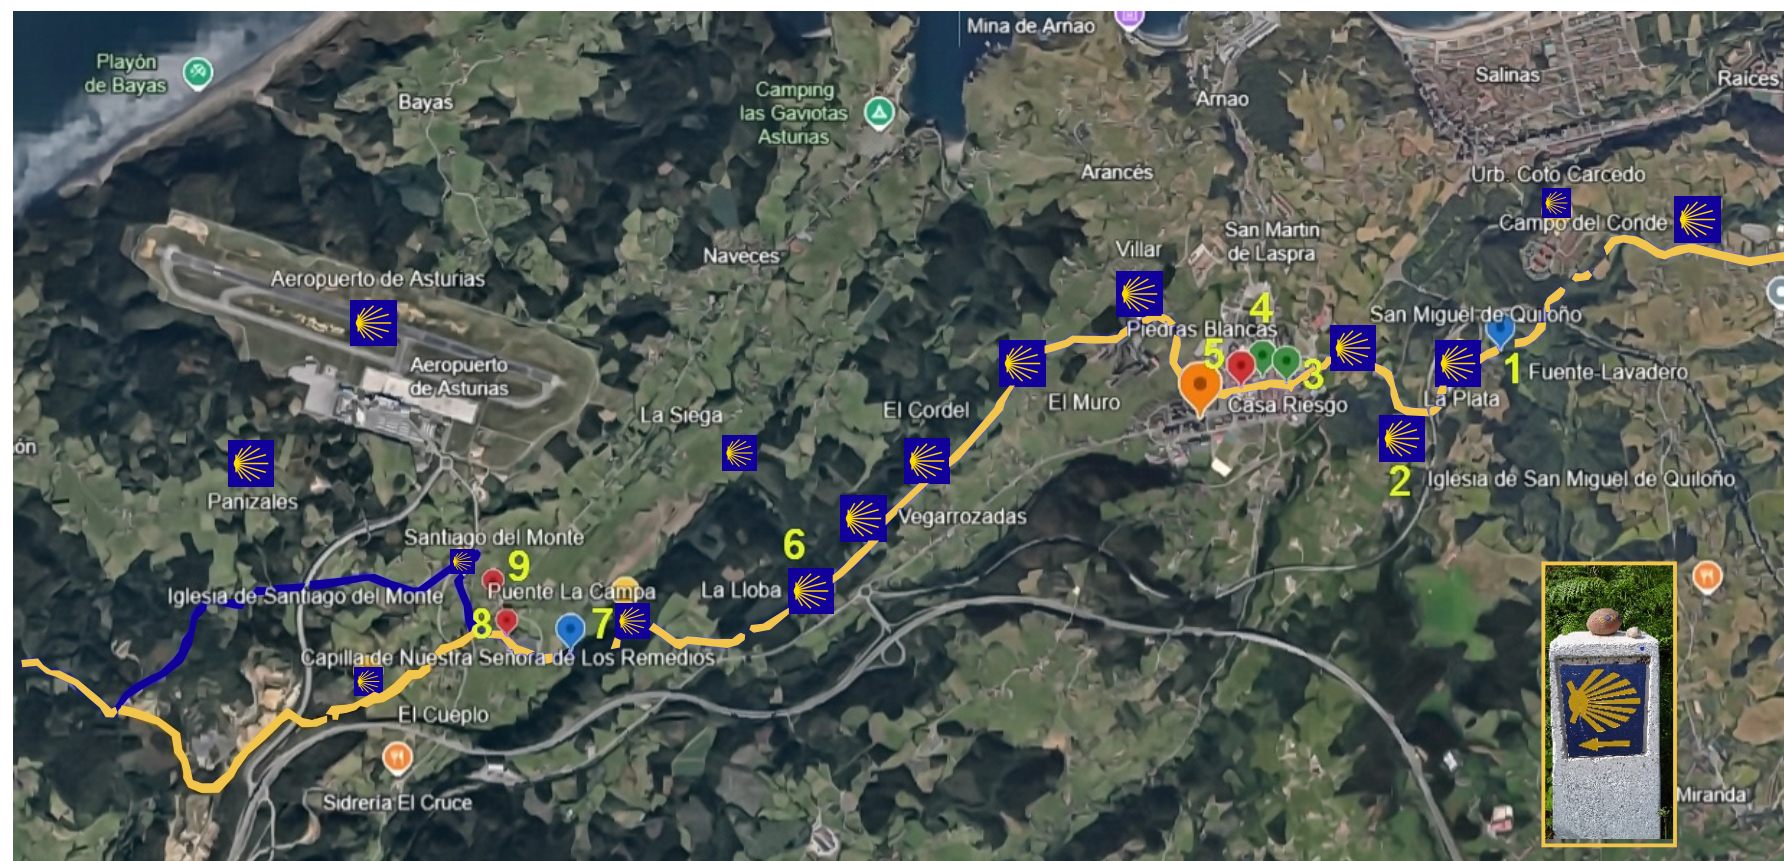 Mina de Arnao
Playón
de Bayas
Bayas
Camping
las Gaviotas
Asturias
Arnao
Salinas
Raíces
Aráncés
Urb. Coto Carcedo
Campo del Conde
San Martin
de Laspra
Villar
Naveces
Aeropuerto de Asturias
4
San Miguel de Quiloño
Piedras Blancas
5
3
1
Fuente-Lavadero
Aeropuerto
de Asturias
La Siega
El Cordel
El Muro
Casa Riesgo
La Plata
ón
2
Iglesia de San Miguel de Quiloño
Panizales
Vegarrozadas
Santiago del Monte
6
9
Iglesia de Santiago del Monte
Puente La Campa
La Lloba
8
7
Capilla de Nuestra Señora de Los Remedios
El Cueplo
Sidrería El Cruce
Miranda